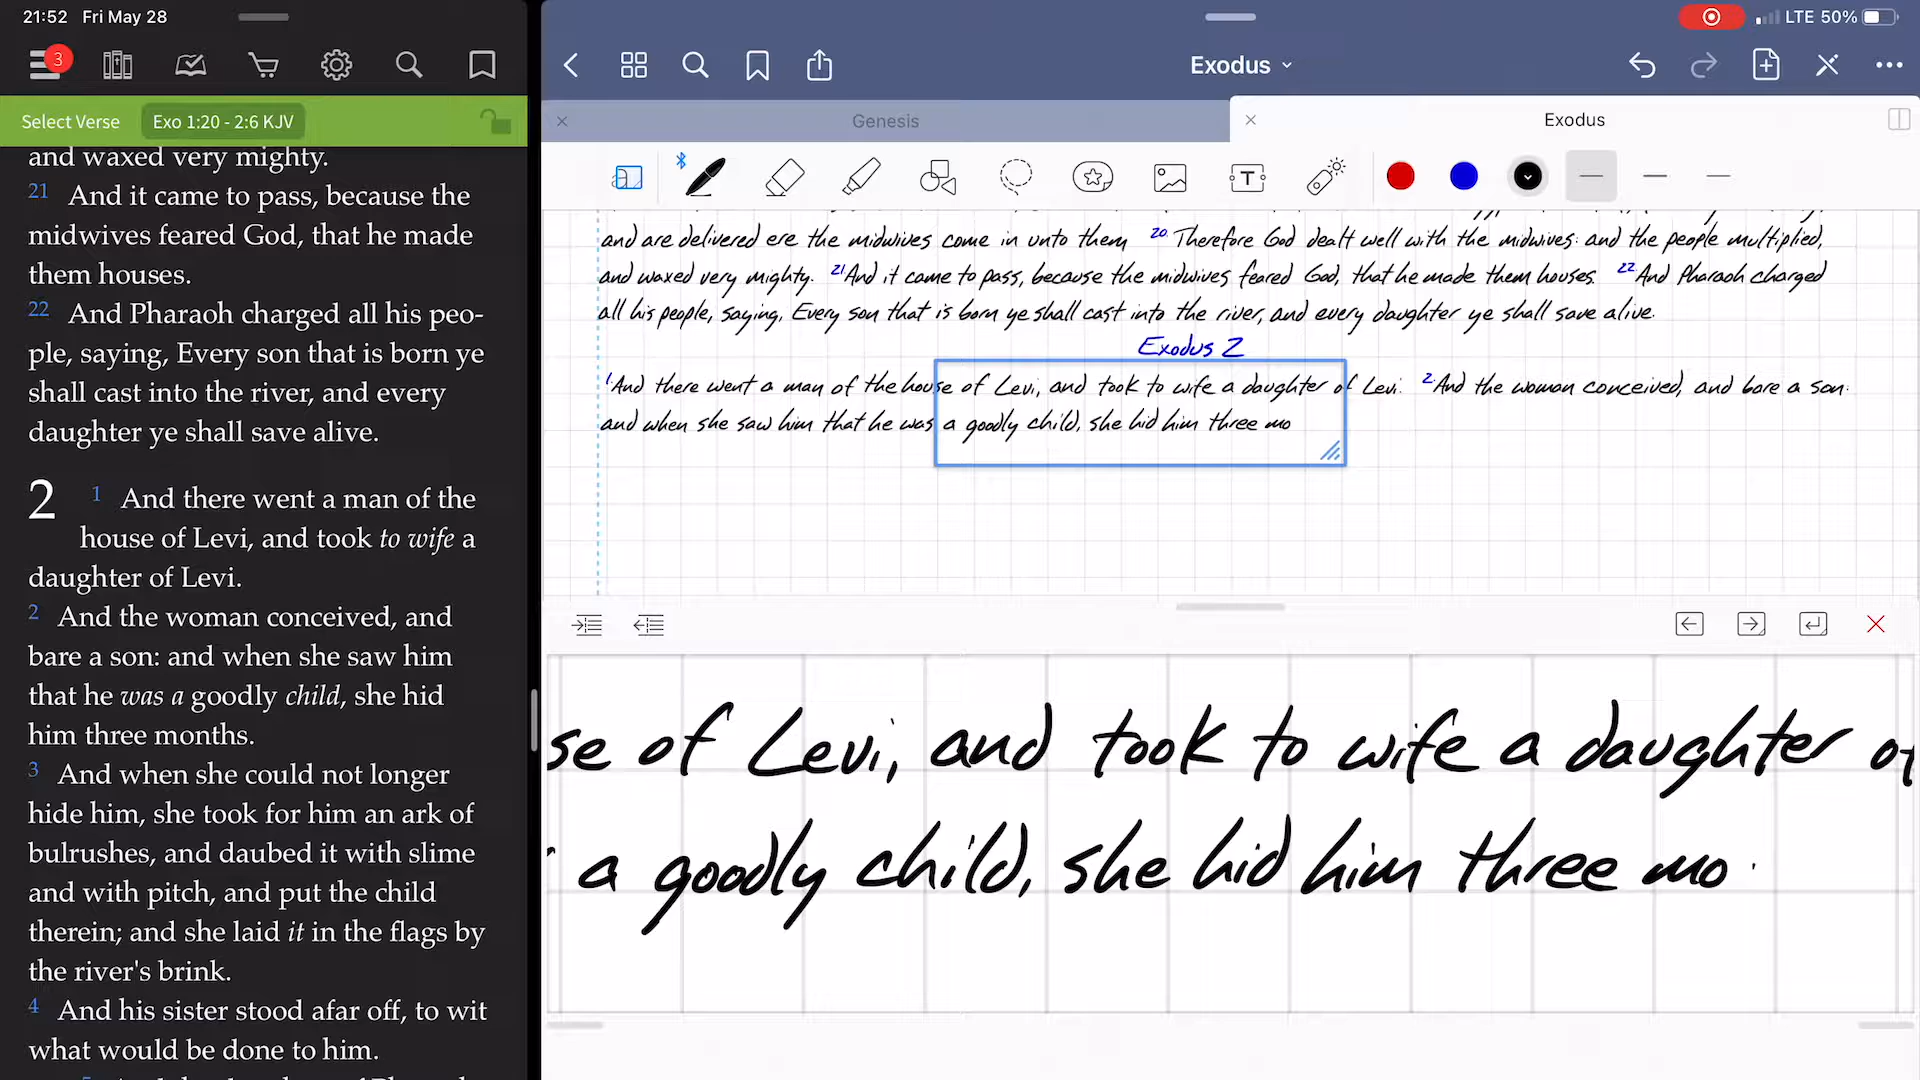 21:52 Fri May 28
3
Select Verse Exo 1:20 - 2:6 KJV
and waxed very mighty.
21 And it came to pass, because the
midwives feared God, that he made
them houses.
22 And Pharaoh charged all his peo-
ple, saying, Every son that is born ye
shall cast into the river, and every
daughter ye shall save alive.
2 1 And there went a man of the
house of Levi, and took to wife a
daughter of Levi.
2 And the woman conceived, and
bare a son: and when she saw him
that he was a goodly child, she hid
him three months.
3 And when she could not longer
hide him, she took for him an ark of
bulrushes, and daubed it with slime
and with pitch, and put the child
therein; and she laid it in the flags by
the river's brink.
4 And his sister stood afar off, to wit
what would be done to him.
LTE 50%
Exodus
Genesis
Exodus
T
and are delivered ere the midwives come in unto them 20 Therefore God dealt well with the midwives: and the people multiplied,
and waxed very mighty. 21 And it came to pass, because the midwives feared God, that he made them houses. 22 And Pharaoh charged
all his people, saying, Every son that is born ye shall cast into the river, and every daughter ye shall save alive.
Exodus 2
1 And there went a man of the house of Levi, and took to wife a daughter of Levi. 2 And the woman conceived, and bare a son:
and when she saw him that he was a goodly child, she hid him three mo
se of Levi, and took to wife a daughter of
a goodly child, she hid him three mo